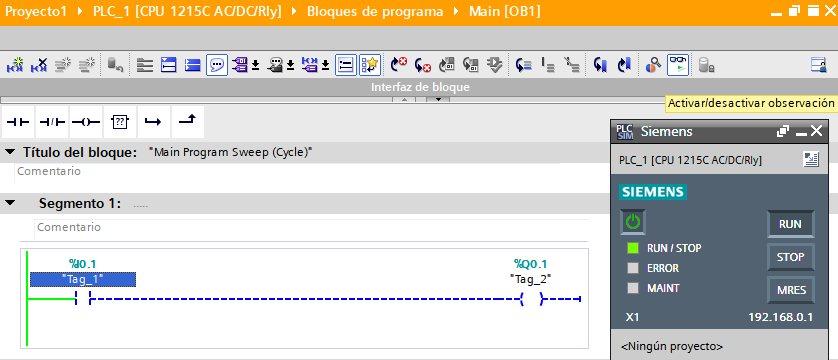 Proyecto1 ▸ PLC_1 [CPU 1215C AC/DC/Rly] ▸ Bloques de programa ▸ Main [OB1]
Interfaz de bloque
Activar/desactivar observación
??
Título del bloque: "Main Program Sweep (Cycle)"
Comentario
Segmento 1: .....
Comentario
%I0.1
"Tag_1"
%Q0.1
"Tag_2"
PLC SIM Siemens
PLC_1 [CPU 1215C AC/DC/Rly]
SIEMENS
RUN
RUN / STOP
STOP
ERROR
MAINT
MRES
X1 192.168.0.1
<Ningún proyecto>